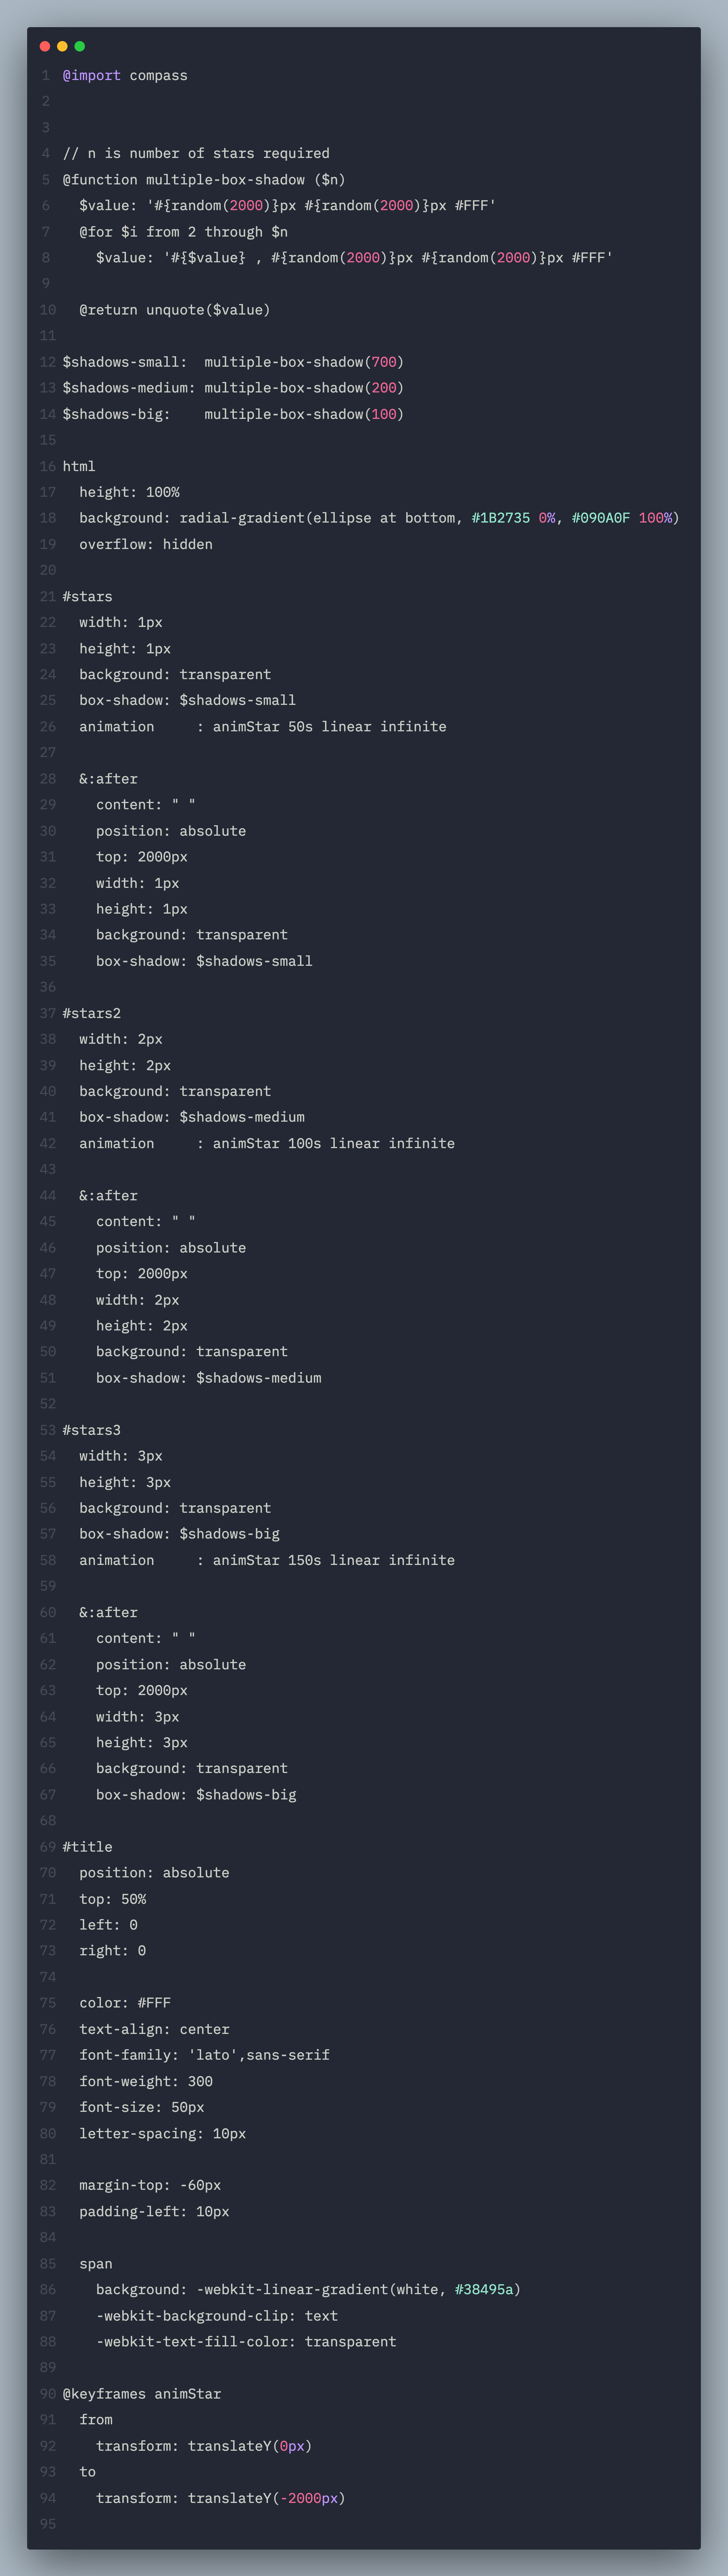 1 @import compass
2
3
4 // n is number of stars required
5 @function multiple-box-shadow ($n)
6   $value: '#{random(2000)}px #{random(2000)}px #FFF'
7   @for $i from 2 through $n
8     $value: '#{$value} , #{random(2000)}px #{random(2000)}px #FFF'
9
10   @return unquote($value)
11
12 $shadows-small:  multiple-box-shadow(700)
13 $shadows-medium: multiple-box-shadow(200)
14 $shadows-big:    multiple-box-shadow(100)
15
16 html
17   height: 100%
18   background: radial-gradient(ellipse at bottom, #1B2735 0%, #090A0F 100%)
19   overflow: hidden
20
21 #stars
22   width: 1px
23   height: 1px
24   background: transparent
25   box-shadow: $shadows-small
26   animation     : animStar 50s linear infinite
27
28   &:after
29     content: " "
30     position: absolute
31     top: 2000px
32     width: 1px
33     height: 1px
34     background: transparent
35     box-shadow: $shadows-small
36
37 #stars2
38   width: 2px
39   height: 2px
40   background: transparent
41   box-shadow: $shadows-medium
42   animation     : animStar 100s linear infinite
43
44   &:after
45     content: " "
46     position: absolute
47     top: 2000px
48     width: 2px
49     height: 2px
50     background: transparent
51     box-shadow: $shadows-medium
52
53 #stars3
54   width: 3px
55   height: 3px
56   background: transparent
57   box-shadow: $shadows-big
58   animation     : animStar 150s linear infinite
59
60   &:after
61     content: " "
62     position: absolute
63     top: 2000px
64     width: 3px
65     height: 3px
66     background: transparent
67     box-shadow: $shadows-big
68
69 #title
70   position: absolute
71   top: 50%
72   left: 0
73   right: 0
74
75   color: #FFF
76   text-align: center
77   font-family: 'lato',sans-serif
78   font-weight: 300
79   font-size: 50px
80   letter-spacing: 10px
81
82   margin-top: -60px
83   padding-left: 10px
84
85   span
86     background: -webkit-linear-gradient(white, #38495a)
87     -webkit-background-clip: text
88     -webkit-text-fill-color: transparent
89
90 @keyframes animStar
91   from
92     transform: translateY(0px)
93   to
94     transform: translateY(-2000px)
95